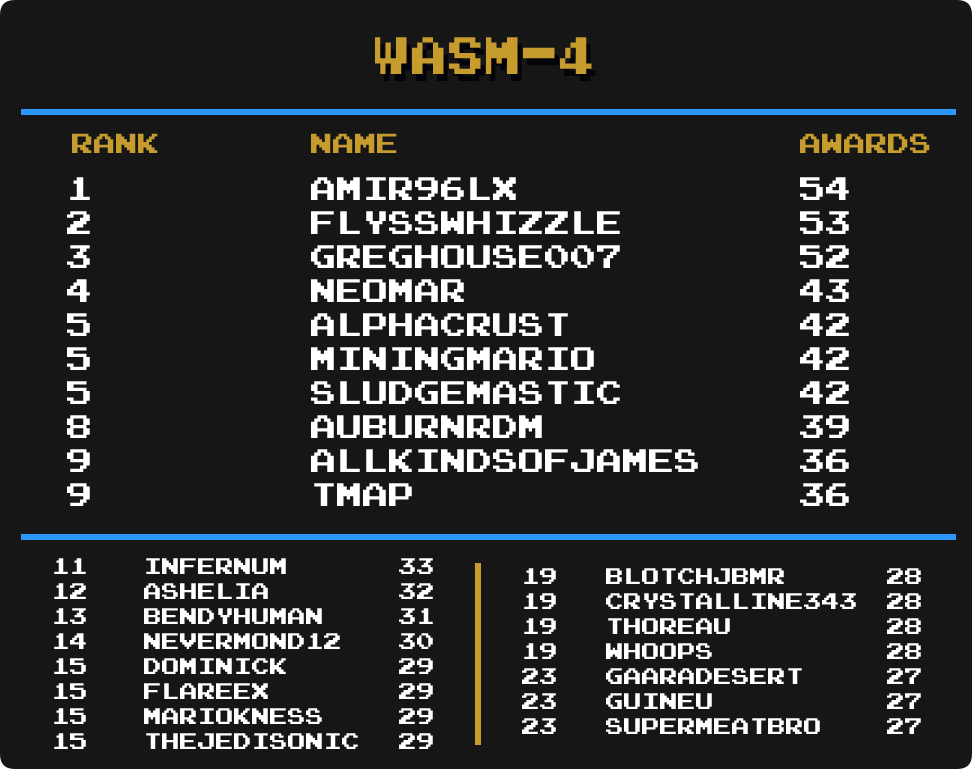 WASM-4
RANK NAME AWARDS
1 AMIR96LX 54
2 FLYSSWHIZZLE 53
3 GREGHOUSE007 52
4 NEOMAR 43
5 ALPHACRUST 42
5 MININGMARIO 42
5 SLUDGEMASTIC 42
8 AUBURNRDM 39
9 ALLKINDSOFJAMES 36
9 TMAP 36
11 INFERNUM 33
12 ASHELIA 32
13 BENDYHUMAN 31
14 NEVERMOND12 30
15 DOMINICK 29
15 FLAREEX 29
15 MARIOKNESS 29
15 THEJEDISONIC 29
19 BLOTCHJBMR 28
19 CRYSTALLINE343 28
19 THOREAU 28
19 WHOOPS 28
23 GAARADESERT 27
23 GUINEU 27
23 SUPERMEATBRO 27